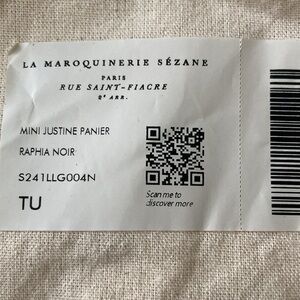 LA MAROQUINERIE SÉZANE
PARIS
RUE SAINT-FIACRE
2e ARR.
MINI JUSTINE PANIER
RAPHIA NOIR
S241LLG004N
TU
Scan me to
discover more